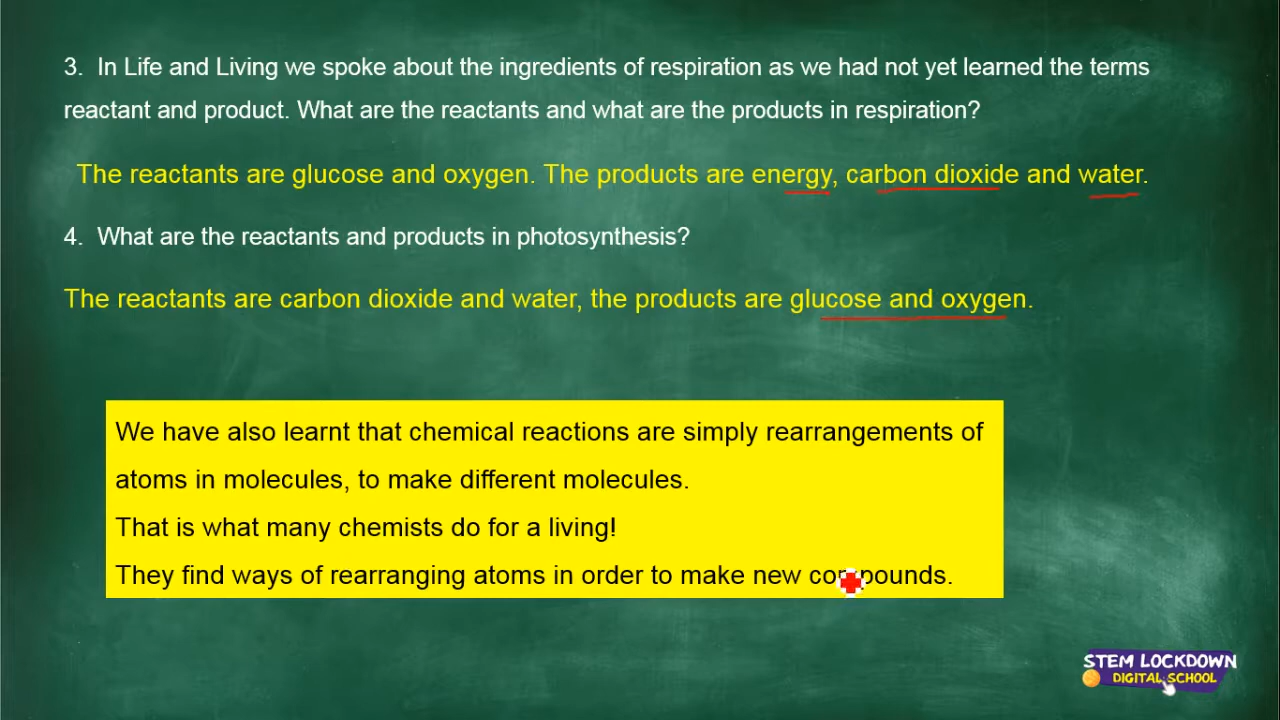 3. In Life and Living we spoke about the ingredients of respiration as we had not yet learned the terms
reactant and product. What are the reactants and what are the products in respiration?
The reactants are glucose and oxygen. The products are energy, carbon dioxide and water.
4. What are the reactants and products in photosynthesis?
The reactants are carbon dioxide and water, the products are glucose and oxygen.
We have also learnt that chemical reactions are simply rearrangements of
atoms in molecules, to make different molecules.
That is what many chemists do for a living!
They find ways of rearranging atoms in order to make new compounds.
STEM LOCKDOWN
DIGITAL SCHOOL